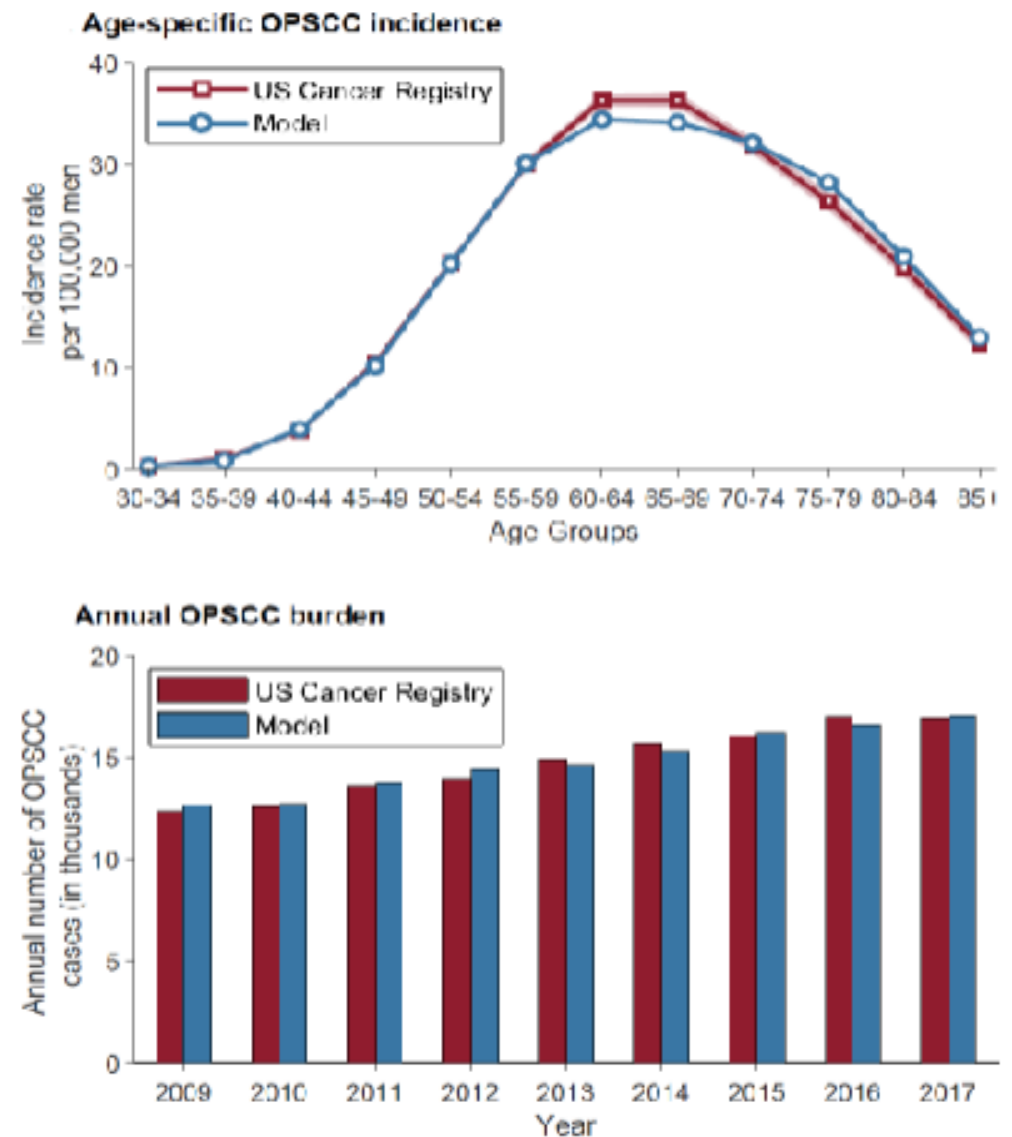 Age-specific OPSCC incidence
40
US Cancer Registry
Model
30
20
10
0
Incidence rate
per 100,000 men
30-34 35-39 40-44 45-49 50-54 55-59 60-64 65-69 70-74 75-79 80-84 85+
Age Groups
Annual OPSCC burden
20
US Cancer Registry
Model
15
10
5
0
Annual number of OPSCC
cases (in thousands)
2009 2010 2011 2012 2013 2014 2015 2016 2017
Year